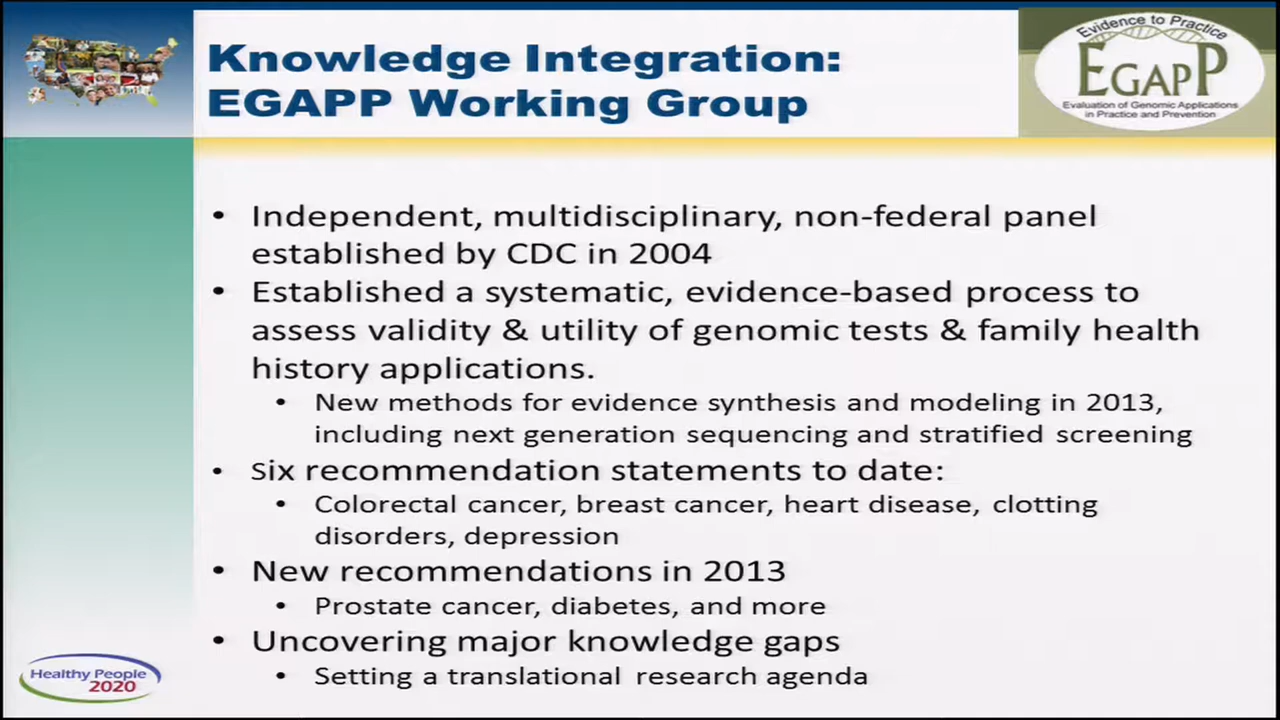 Knowledge Integration:
EGAPP Working Group
Evidence to Practice
EGAPP
Evaluation of Genomic Applications
in Practice and Prevention
• Independent, multidisciplinary, non-federal panel
established by CDC in 2004
• Established a systematic, evidence-based process to
assess validity & utility of genomic tests & family health
history applications.
• New methods for evidence synthesis and modeling in 2013,
including next generation sequencing and stratified screening
• Six recommendation statements to date:
• Colorectal cancer, breast cancer, heart disease, clotting
disorders, depression
• New recommendations in 2013
• Prostate cancer, diabetes, and more
• Uncovering major knowledge gaps
• Setting a translational research agenda
Healthy People
2020